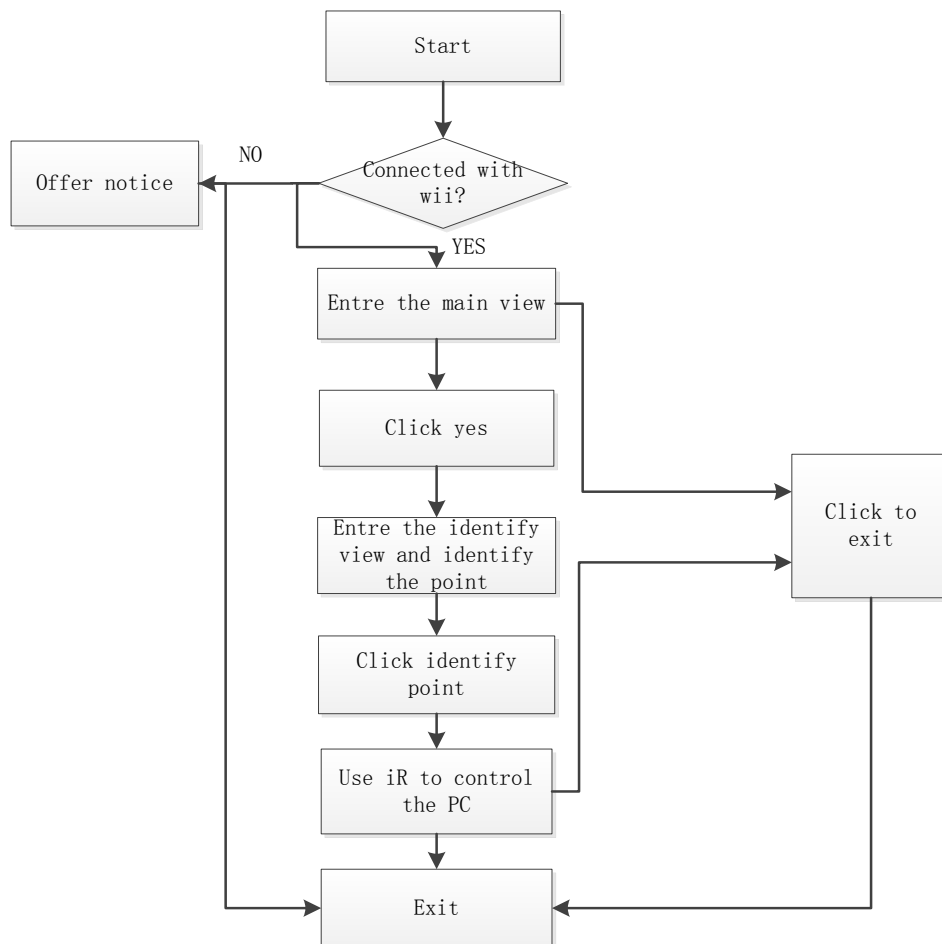 Start
NO
Connected with
wii?
Offer notice
YES
Entre the main view
Click yes
Click to
exit
Entre the identify
view and identify
the point
Click identify
point
Use iR to control
the PC
Exit